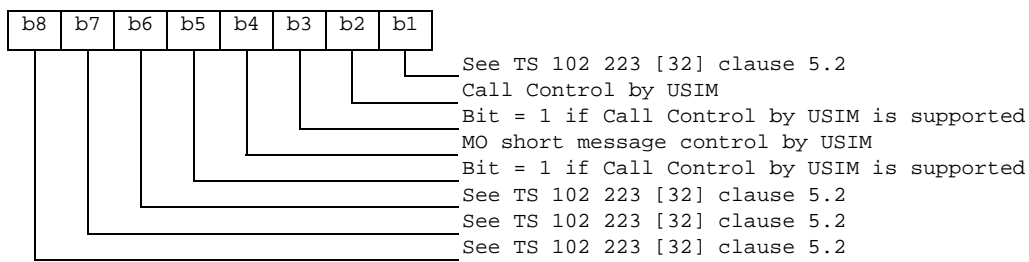 b8 b7 b6 b5 b4 b3 b2 b1
See TS 102 223 [32] clause 5.2
Call Control by USIM
Bit = 1 if Call Control by USIM is supported
MO short message control by USIM
Bit = 1 if Call Control by USIM is supported
See TS 102 223 [32] clause 5.2
See TS 102 223 [32] clause 5.2
See TS 102 223 [32] clause 5.2